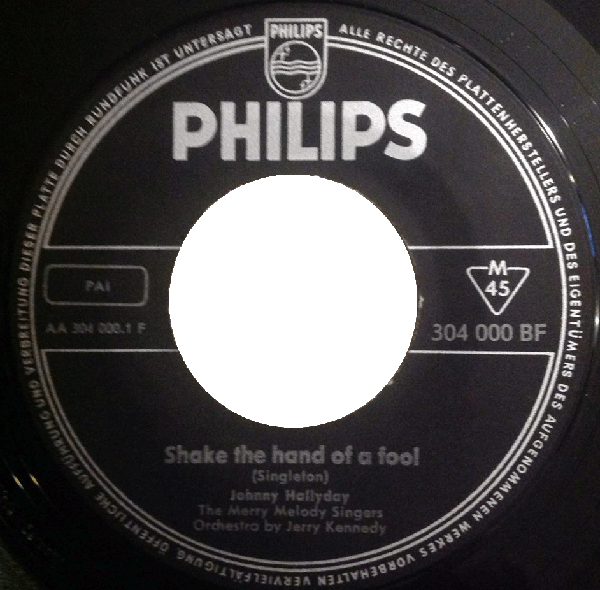 ALLE RECHTE DES PLATTENHERSTELLERS UND DES EIGENTÜMERS DES AUFGENOMMENEN WERKES VORBEHALTEN VERVIELFÄLTIGUNG ÖFFENTLICHE AUFFÜHRUNG UND VERBREITUNG DIESER PLATTE DURCH RUNDFUNK IST UNTERSAGT
PHILIPS
PHILIPS
PAI
M
45
AA 304 000.1 F
304 000 BF
Shake the hand of a fool
(Singleton)
Johnny Hallyday
The Merry Melody Singers
Orchestra by Jerry Kennedy